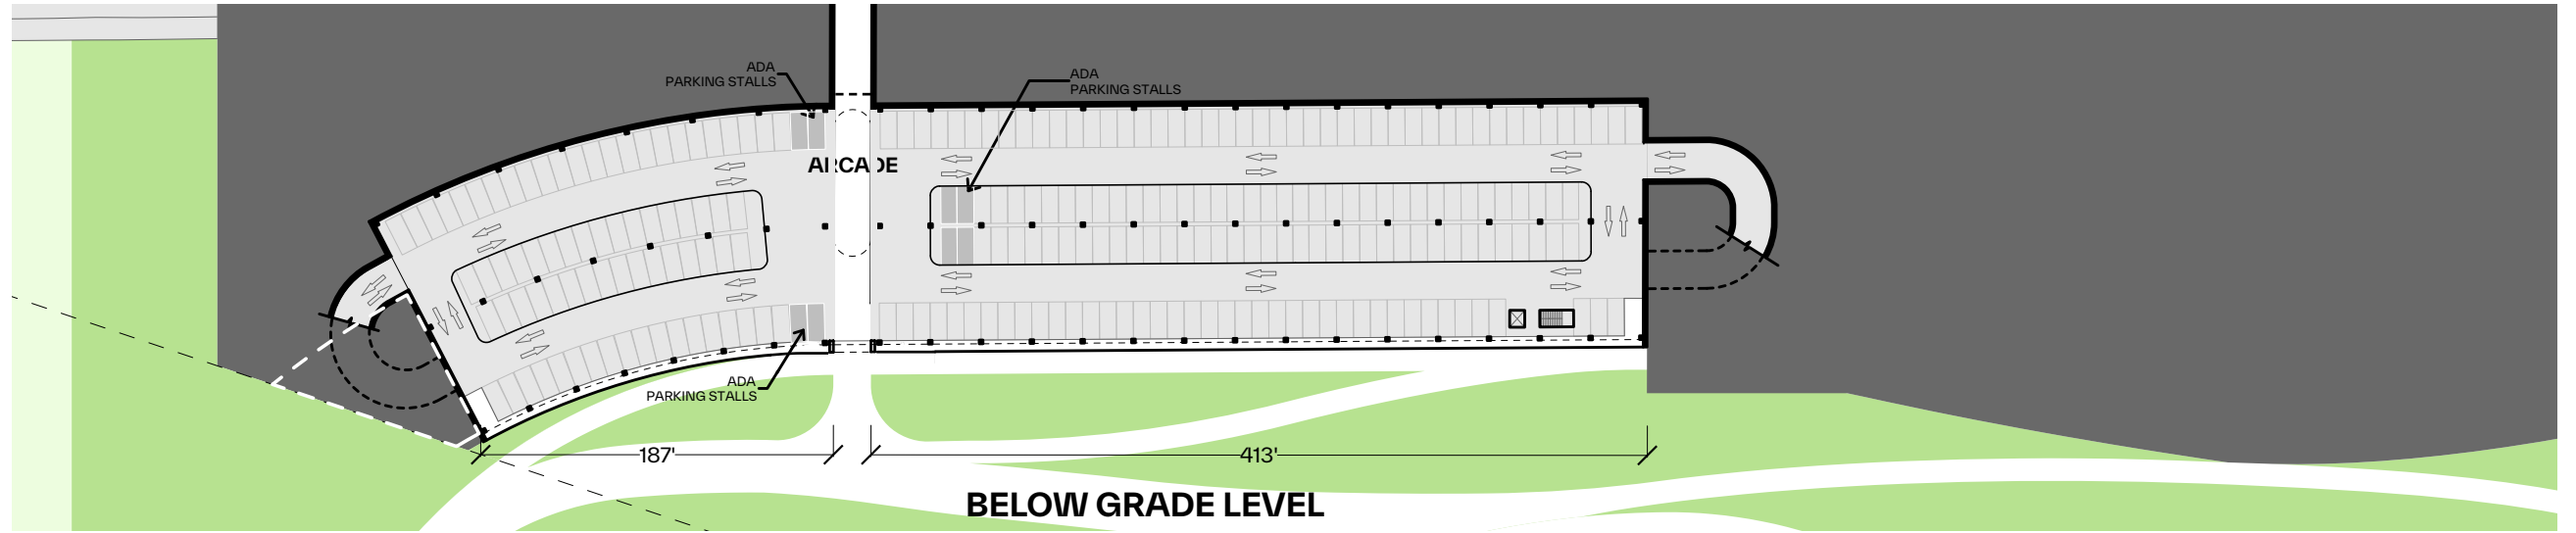 ADA
PARKING STALLS
ADA
PARKING STALLS
ARCADE
ADA
PARKING STALLS
187'
413'
BELOW GRADE LEVEL